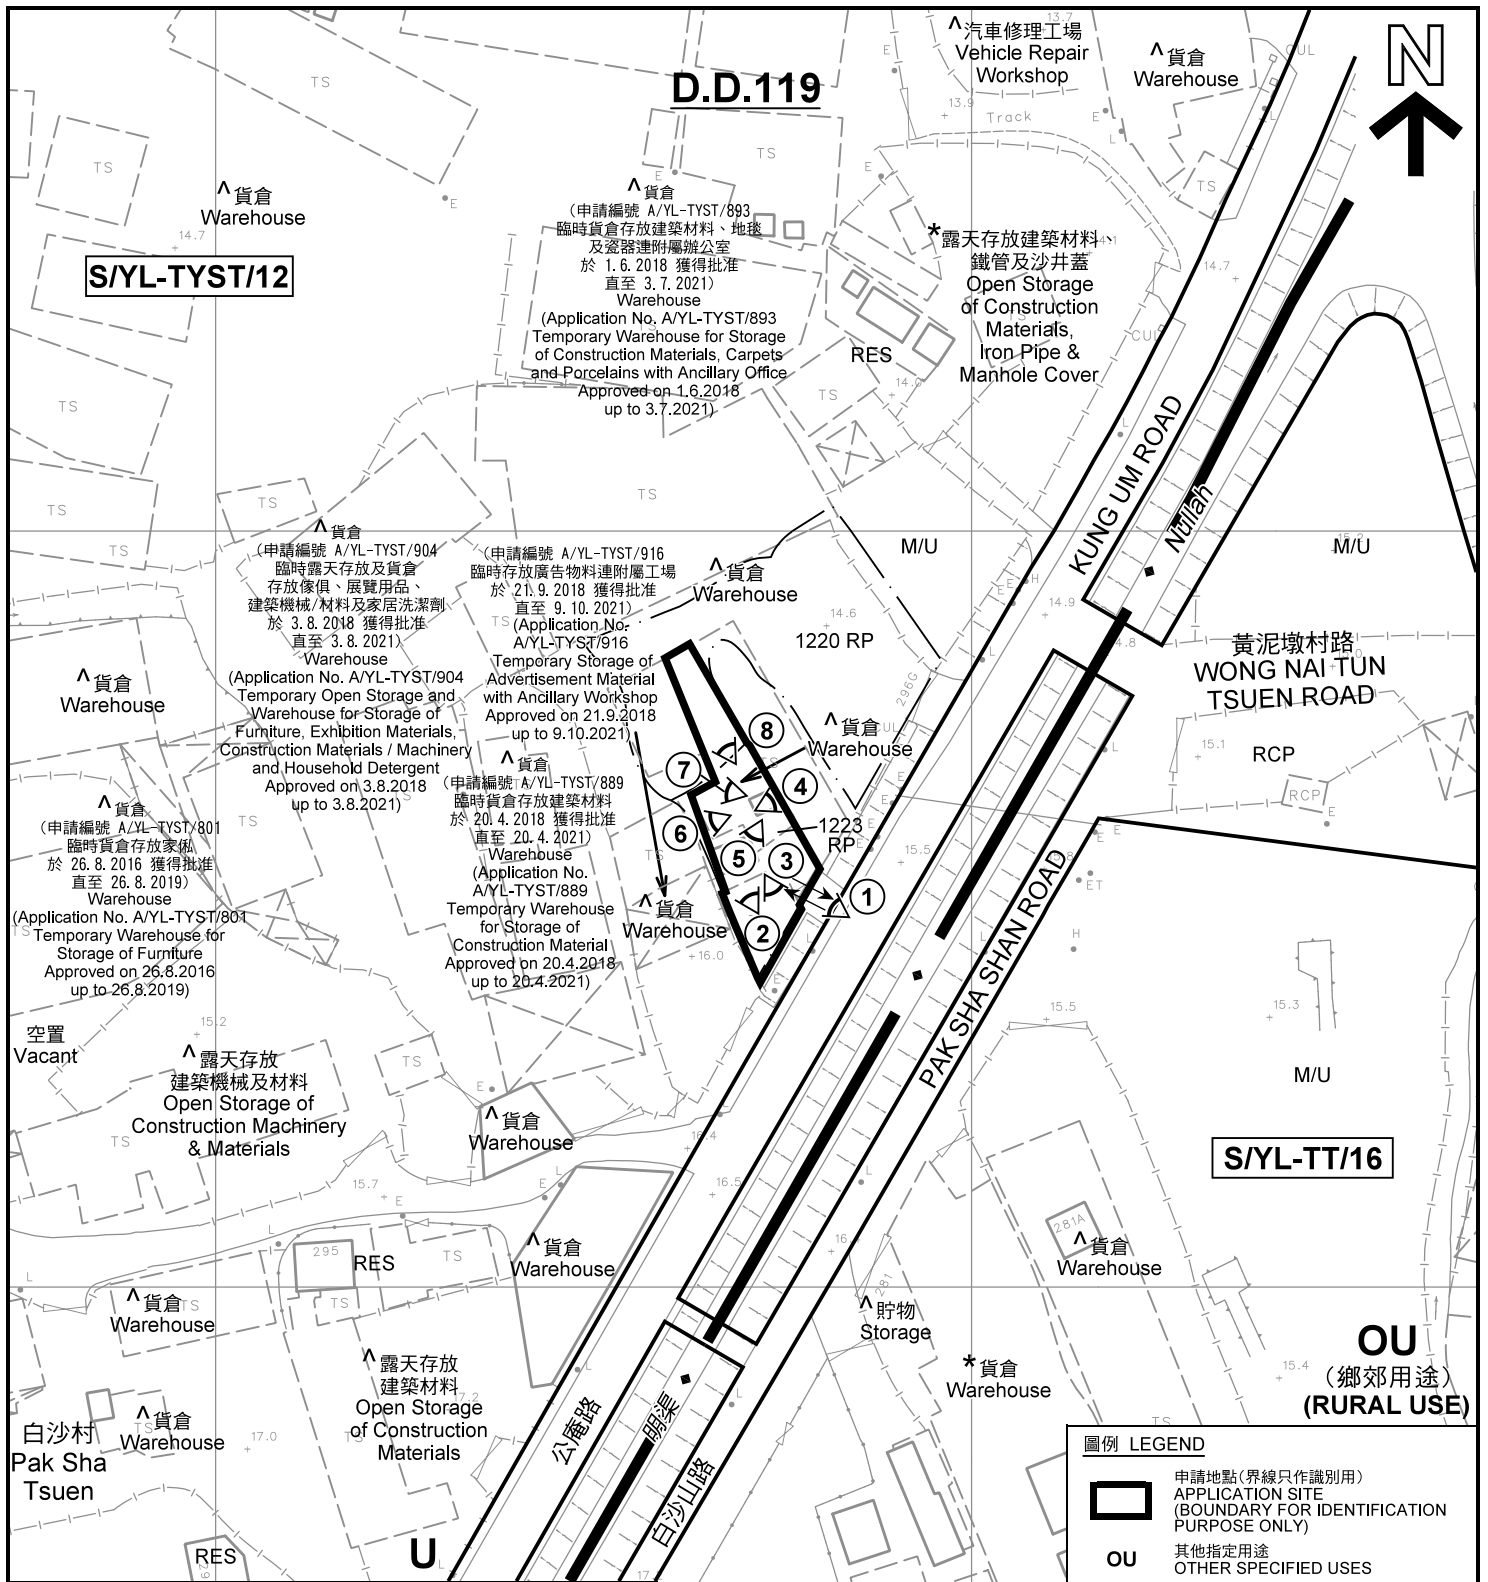 D.D.119
N
^汽車修理工場
Vehicle Repair
Workshop
^貨倉
Warehouse
^貨倉
Warehouse
S/YL-TYST/12
^貨倉
(申請編號 A/YL-TYST/893
臨時貨倉存放建築材料、地毯
及瓷器連附屬辦公室
於 1.6.2018 獲得批准
直至 3.7.2021)
Warehouse
(Application No. A/YL-TYST/893
Temporary Warehouse for Storage
of Construction Materials, Carpets
and Porcelains with Ancillary Office
Approved on 1.6.2018
up to 3.7.2021)
*露天存放建築材料、
鐵管及沙井蓋
Open Storage
of Construction
Materials,
Iron Pipe &
Manhole Cover
RES
Track
KUNG UM ROAD
Nullah
M/U
M/U
^貨倉
(申請編號 A/YL-TYST/904
臨時露天存放及貨倉
存放傢俱、展覽用品、
建築機械/材料及家居洗潔劑
於 3.8.2018 獲得批准
直至 3.8.2021)
Warehouse
(Application No. A/YL-TYST/904
Temporary Open Storage and
Warehouse for Storage of
Furniture, Exhibition Materials,
Construction Materials / Machinery
and Household Detergent
Approved on 3.8.2018
up to 3.8.2021)
(申請編號 A/YL-TYST/916
臨時存放廣告物料連附屬工場
於 21.9.2018 獲得批准
直至 9.10.2021)
(Application No.
A/YL-TYST/916
Temporary Storage of
Advertisement Material
with Ancillary Workshop
Approved on 21.9.2018
up to 9.10.2021)
^貨倉
Warehouse
1220 RP
黃泥墩村路
WONG NAI TUN
TSUEN ROAD
RCP
RCP
^貨倉
Warehouse
^貨倉
Warehouse
^貨倉
(申請編號 A/YL-TYST/889
臨時貨倉存放建築材料
於 20.4.2018 獲得批准
直至 20.4.2021)
Warehouse
(Application No.
A/YL-TYST/889
Temporary Warehouse
for Storage of
Construction Material
Approved on 20.4.2018
up to 20.4.2021)
8
7
4
6
5
3
1
2
1223
RP
^貨倉
Warehouse
^貨倉
(申請編號 A/YL-TYST/801
臨時貨倉存放家俬
於 26.8.2016 獲得批准
直至 26.8.2019)
Warehouse
(Application No. A/YL-TYST/801
Temporary Warehouse for
Storage of Furniture
Approved on 26.8.2016
up to 26.8.2019)
空置
Vacant
^露天存放
建築機械及材料
Open Storage of
Construction Machinery
& Materials
^貨倉
Warehouse
PAK SHA SHAN ROAD
M/U
S/YL-TT/16
295
RES
^貨倉
Warehouse
281A
^貨倉
Warehouse
^貨倉
Warehouse
^貯物
Storage
*貨倉
Warehouse
OU
(鄉郊用途)
(RURAL USE)
^露天存放
建築材料
Open Storage
of Construction
Materials
白沙村
Pak Sha
Tsuen
^貨倉
Warehouse
公庵路
明渠
白沙山路
RES
U
圖例 LEGEND
申請地點(界線只作識別用)
APPLICATION SITE
(BOUNDARY FOR IDENTIFICATION
PURPOSE ONLY)
OU
其他指定用途
OTHER SPECIFIED USES